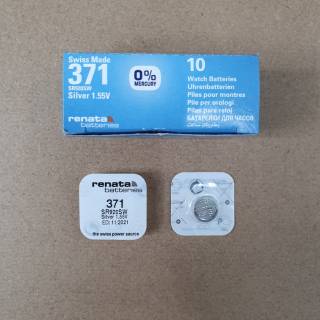 Swiss Made
371
SR920SW
Silver 1.55V
renata
batteries
0%
MERCURY
10
Watch Batteries
Uhrenbatterien
Piles pour montres
Pile per orologi
Pilas para reloj
БАТАРЕЙКИ ДЛЯ ЧАСОВ
renata
batteries
371
SR920SW
Silver 1.55V
ED: 11.2021
the swiss power source